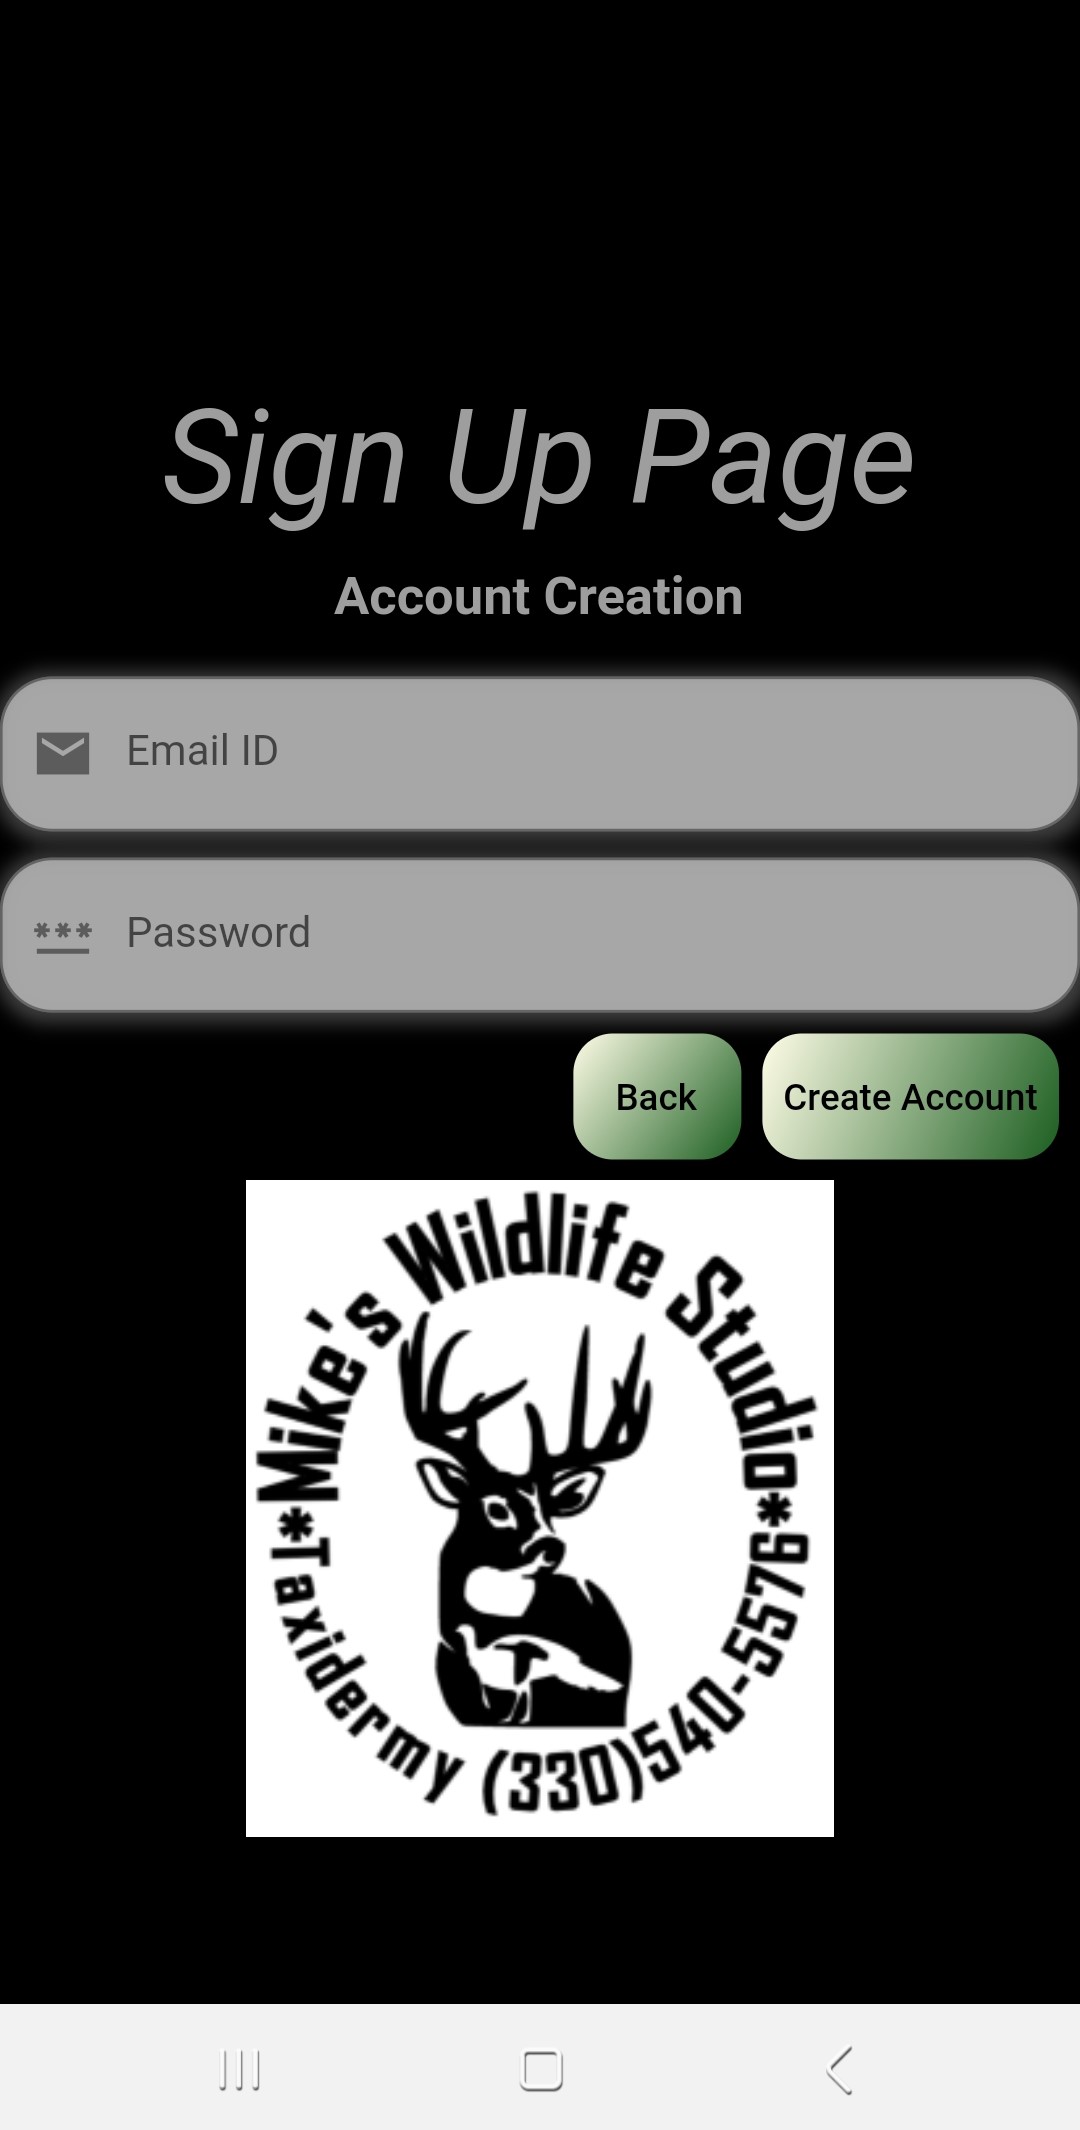 Sign Up Page
Account Creation
Email ID
*** Password
Back
Create Account
Mike's Wildlife Studio
*Taxidermy (330)540-5576*